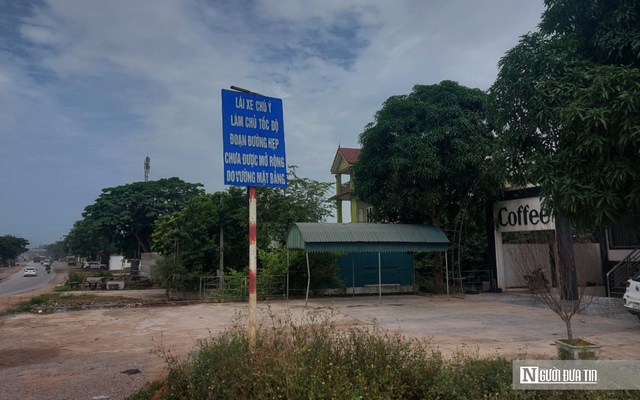 LÁI XE CHÚ Ý
LÀM CHỦ TỐC ĐỘ
ĐOẠN ĐƯỜNG HẸP
CHƯA ĐƯỢC MỞ RỘNG
DO VƯỚNG MẶT BẰNG
Coffee
N NGƯỜI ĐƯA TIN